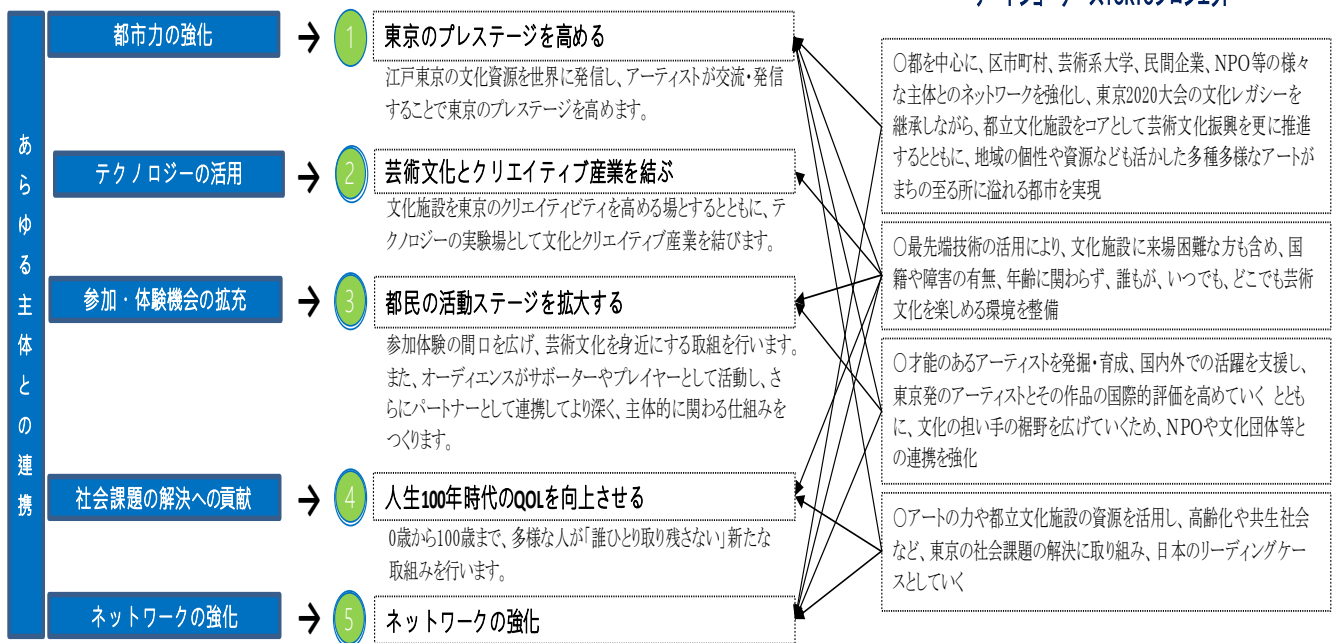 あらゆる主体との連携
都市力の強化
→
1
東京のプレステージを高める
江戸東京の文化資源を世界に発信し、アーティストが交流・発信
することで東京のプレステージを高めます。
テクノロジーの活用
→
2
芸術文化とクリエイティブ産業を結ぶ
文化施設を東京のクリエイティビティを高める場とするとともに、テ
クノロジーの実験場として文化とクリエイティブ産業を結びます。
参加・体験機会の拡充
→
3
都民の活動ステージを拡大する
参加体験の間口を広げ、芸術文化を身近にする取組を行います。
また、オーディエンスがサポーターやプレイヤーとして活動し、さ
らにパートナーとして連携してより深く、主体的に関わる仕組みを
つくります。
社会課題の解決への貢献
→
4
人生100年時代のQOLを向上させる
0歳から100歳まで、多様な人が「誰ひとり取り残さない」新たな
取組みを行います。
ネットワークの強化
→
5
ネットワークの強化
○都を中心に、区市町村、芸術系大学、民間企業、NPO等の様々
な主体とのネットワークを強化し、東京2020大会の文化レガシーを
継承しながら、都立文化施設をコアとして芸術文化振興を更に推進
するとともに、地域の個性や資源なども活かした多種多様なアートが
まちの至る所に溢れる都市を実現
○最先端技術の活用により、文化施設に来場困難な方も含め、国
籍や障害の有無、年齢に関わらず、誰もが、いつでも、どこでも芸術
文化を楽しめる環境を整備
○才能のあるアーティストを発掘・育成、国内外での活躍を支援し、
東京発のアーティストとその作品の国際的評価を高めていく ととも
に、文化の担い手の裾野を広げていくため、NPOや文化団体等と
の連携を強化
○アートの力や都立文化施設の資源を活用し、高齢化や共生社会
など、東京の社会課題の解決に取り組み、日本のリーディングケー
スとしていく